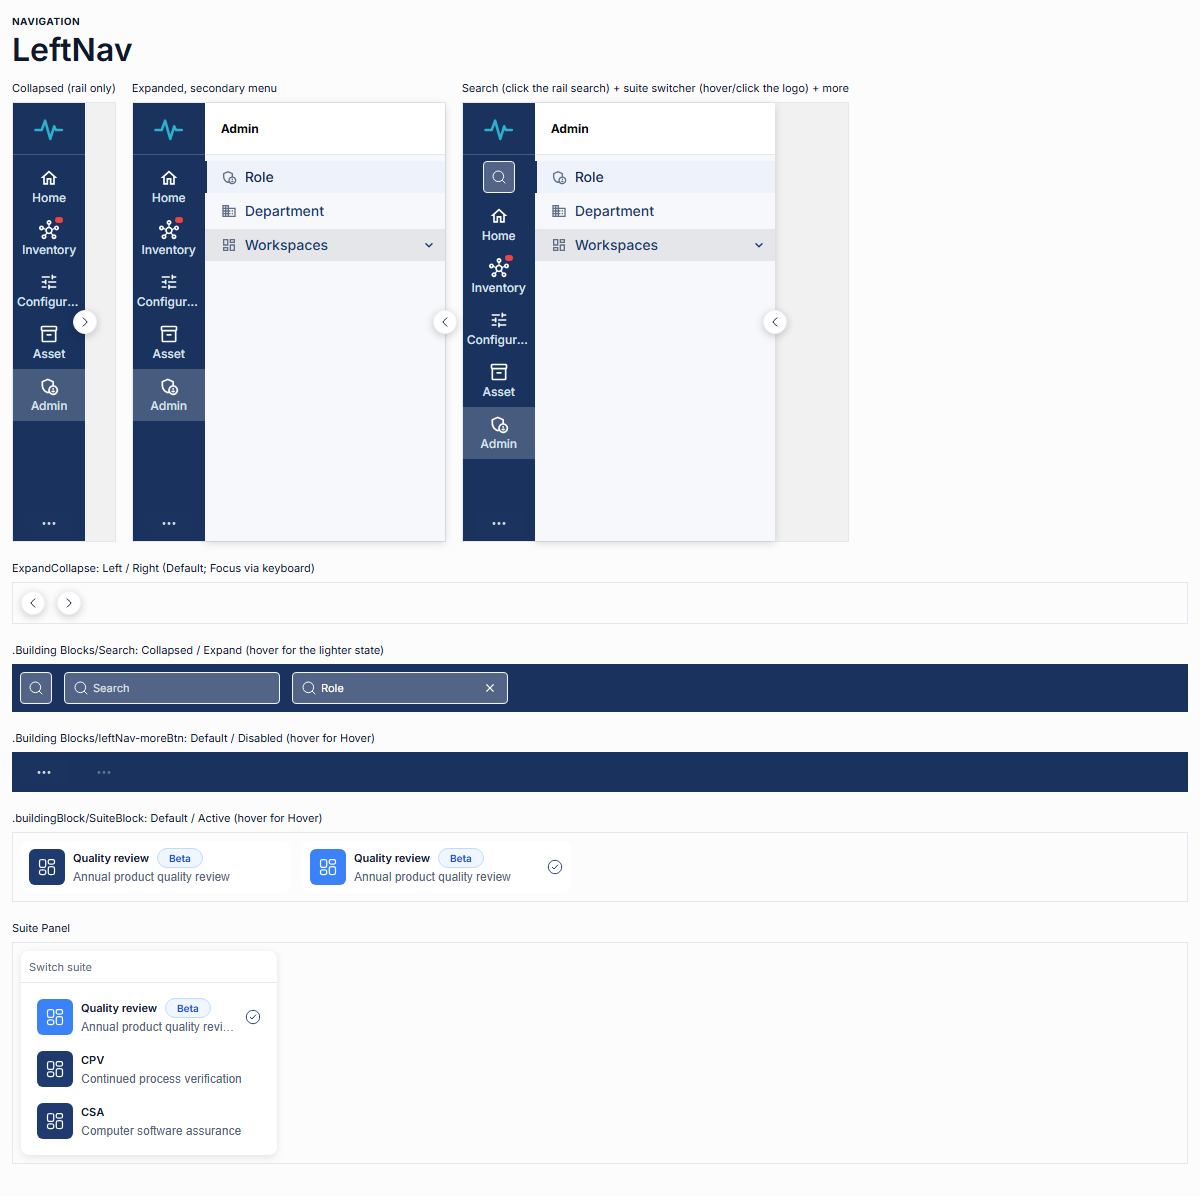 NAVIGATION
LeftNav
Collapsed (rail only)
Home
Inventory
Configur...
Asset
Admin
Expanded, secondary menu
Home
Inventory
Configur...
Asset
Admin
Admin
Role
Department
Workspaces
Search (click the rail search) + suite switcher (hover/click the logo) + more
Home
Inventory
Configur...
Asset
Admin
Admin
Role
Department
Workspaces
ExpandCollapse: Left / Right (Default; Focus via keyboard)
.Building Blocks/Search: Collapsed / Expand (hover for the lighter state)
Search
Role
.Building Blocks/leftNav-moreBtn: Default / Disabled (hover for Hover)
.buildingBlock/SuiteBlock: Default / Active (hover for Hover)
Quality review Beta
Annual product quality review
Quality review Beta
Annual product quality review
Suite Panel
Switch suite
Quality review Beta
Annual product quality revi...
CPV
Continued process verification
CSA
Computer software assurance